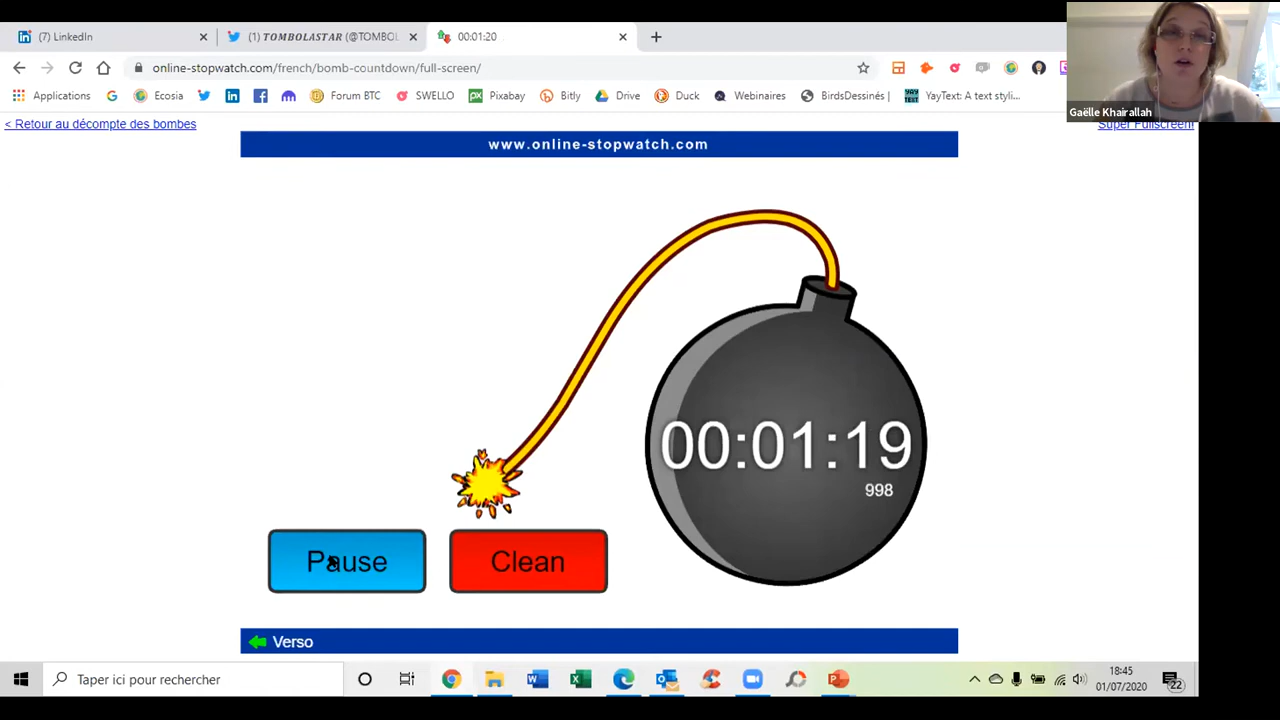 (7) LinkedIn
(1) 𝑻𝑶𝑴𝑩𝑶𝑳𝑨𝑺𝑻𝑨𝑹 (@TOMBOL
00:01:20
online-stopwatch.com/french/bomb-countdown/full-screen/
Applications
Ecosia
Forum BTC
SWELLO
Pixabay
Bitly
Drive
Duck
Webinaires
BirdsDessinés |
YayText: A text styli...
Gaëlle Khairallah
< Retour au décompte des bombes
Super Fullscreen!
www.online-stopwatch.com
00:01:19
998
Pause
Clean
Verso
Taper ici pour rechercher
18:45
01/07/2020
22